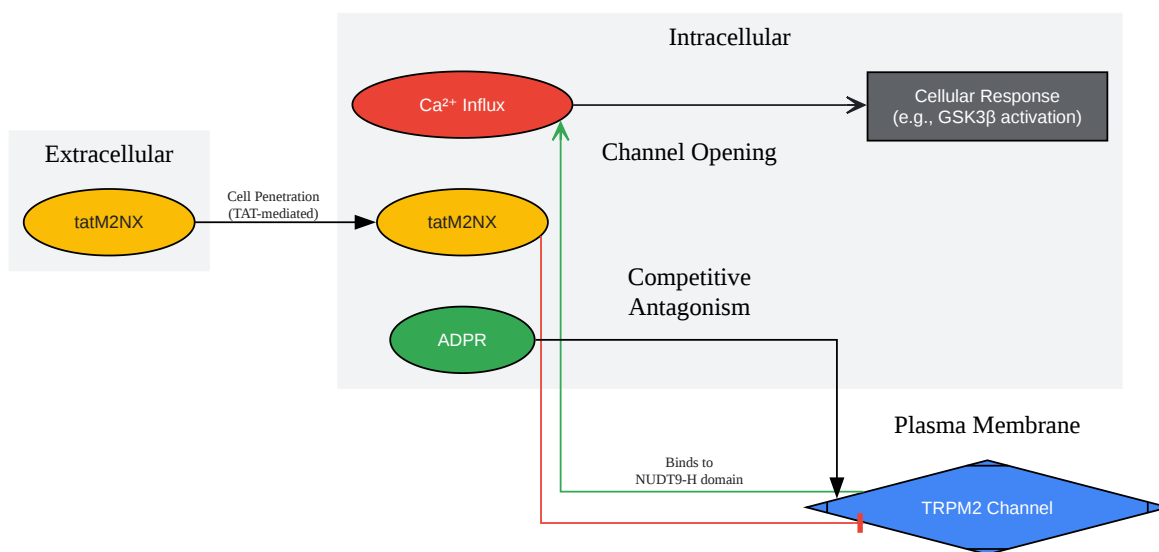 Intracellular
Ca²⁺ Influx
Cellular Response
(e.g., GSK3β activation)
Extracellular
Channel Opening
tatM2NX
Cell Penetration
(TAT-mediated)
tatM2NX
Competitive
Antagonism
ADPR
Plasma Membrane
Binds to
NUDT9-H domain
TRPM2 Channel